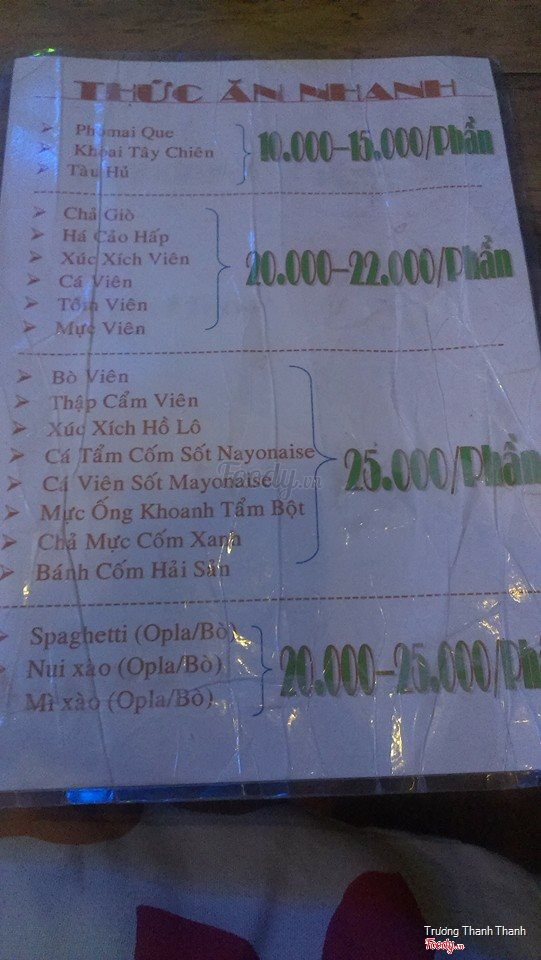 THỨC ĂN NHANH
➢ Phômai Que
➢ Khoai Tây Chiên
➢ Tàu Hủ
10.000-15.000/Phần
➢ Chả Giò
➢ Há Cảo Hấp
➢ Xúc Xích Viên
➢ Cá Viên
➢ Tôm Viên
➢ Mực Viên
20.000-22.000/Phần
➢ Bò Viên
➢ Thập Cẩm Viên
➢ Xúc Xích Hồ Lô
➢ Cá Tẩm Cốm Sốt Nayonaise
➢ Cá Viên Sốt Mayonaise
➢ Mực Ống Khoanh Tẩm Bột
➢ Chả Mực Cốm Xanh
➢ Bánh Cốm Hải Sản
25.000/Phần
➢ Spaghetti (Opla/Bò)
➢ Nui xào (Opla/Bò)
Mì xào (Opla/Bò)
20.000-25.000/Ph
Foody.vn
Trương Thanh Thanh
Foody.vn